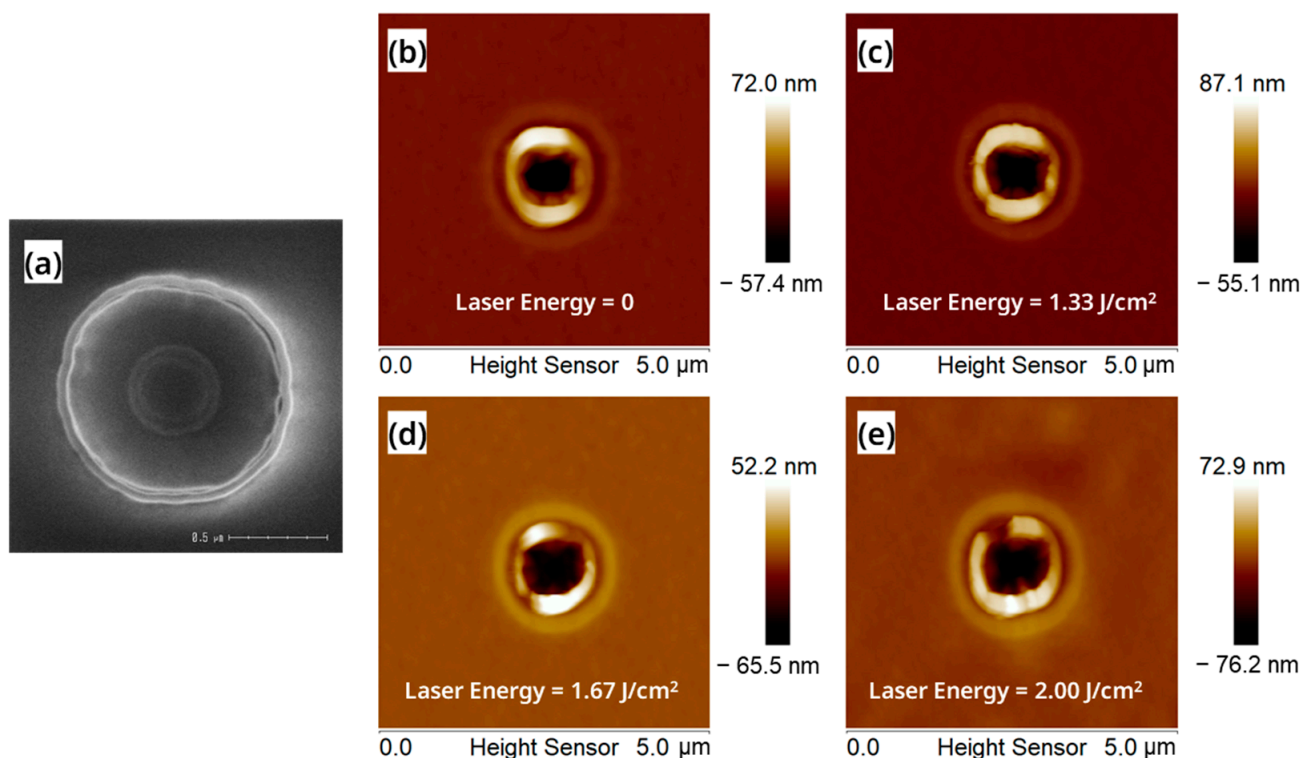 (a)
0.5 µm
(b)
72.0 nm
− 57.4 nm
Laser Energy = 0
0.0 Height Sensor 5.0 µm
(c)
87.1 nm
− 55.1 nm
Laser Energy = 1.33 J/cm²
0.0 Height Sensor 5.0 µm
(d)
52.2 nm
− 65.5 nm
Laser Energy = 1.67 J/cm²
0.0 Height Sensor 5.0 µm
(e)
72.9 nm
− 76.2 nm
Laser Energy = 2.00 J/cm²
0.0 Height Sensor 5.0 µm